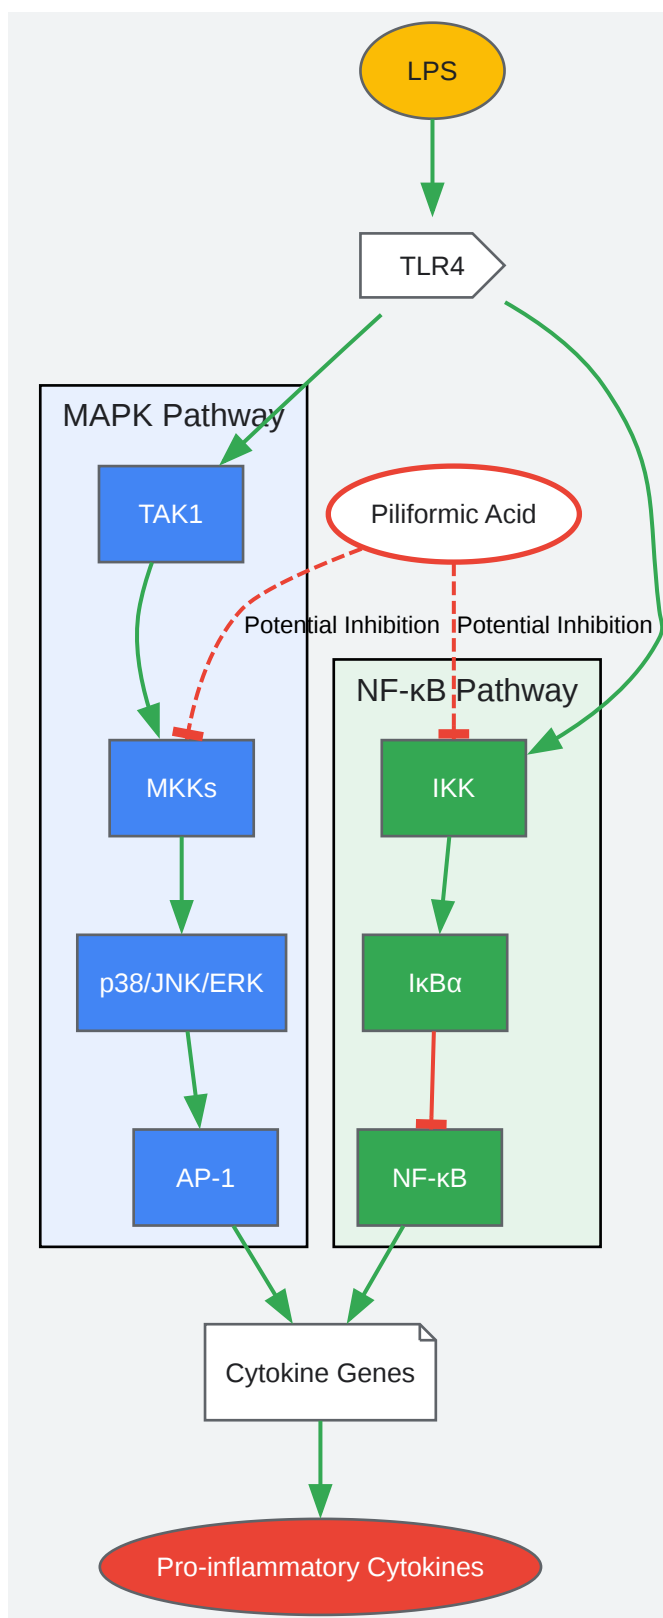 LPS
TLR4
MAPK Pathway
TAK1
Piliformic Acid
Potential Inhibition
Potential Inhibition
NF-κB Pathway
MKKs
IKK
p38/JNK/ERK
IκBα
AP-1
NF-κB
Cytokine Genes
Pro-inflammatory Cytokines